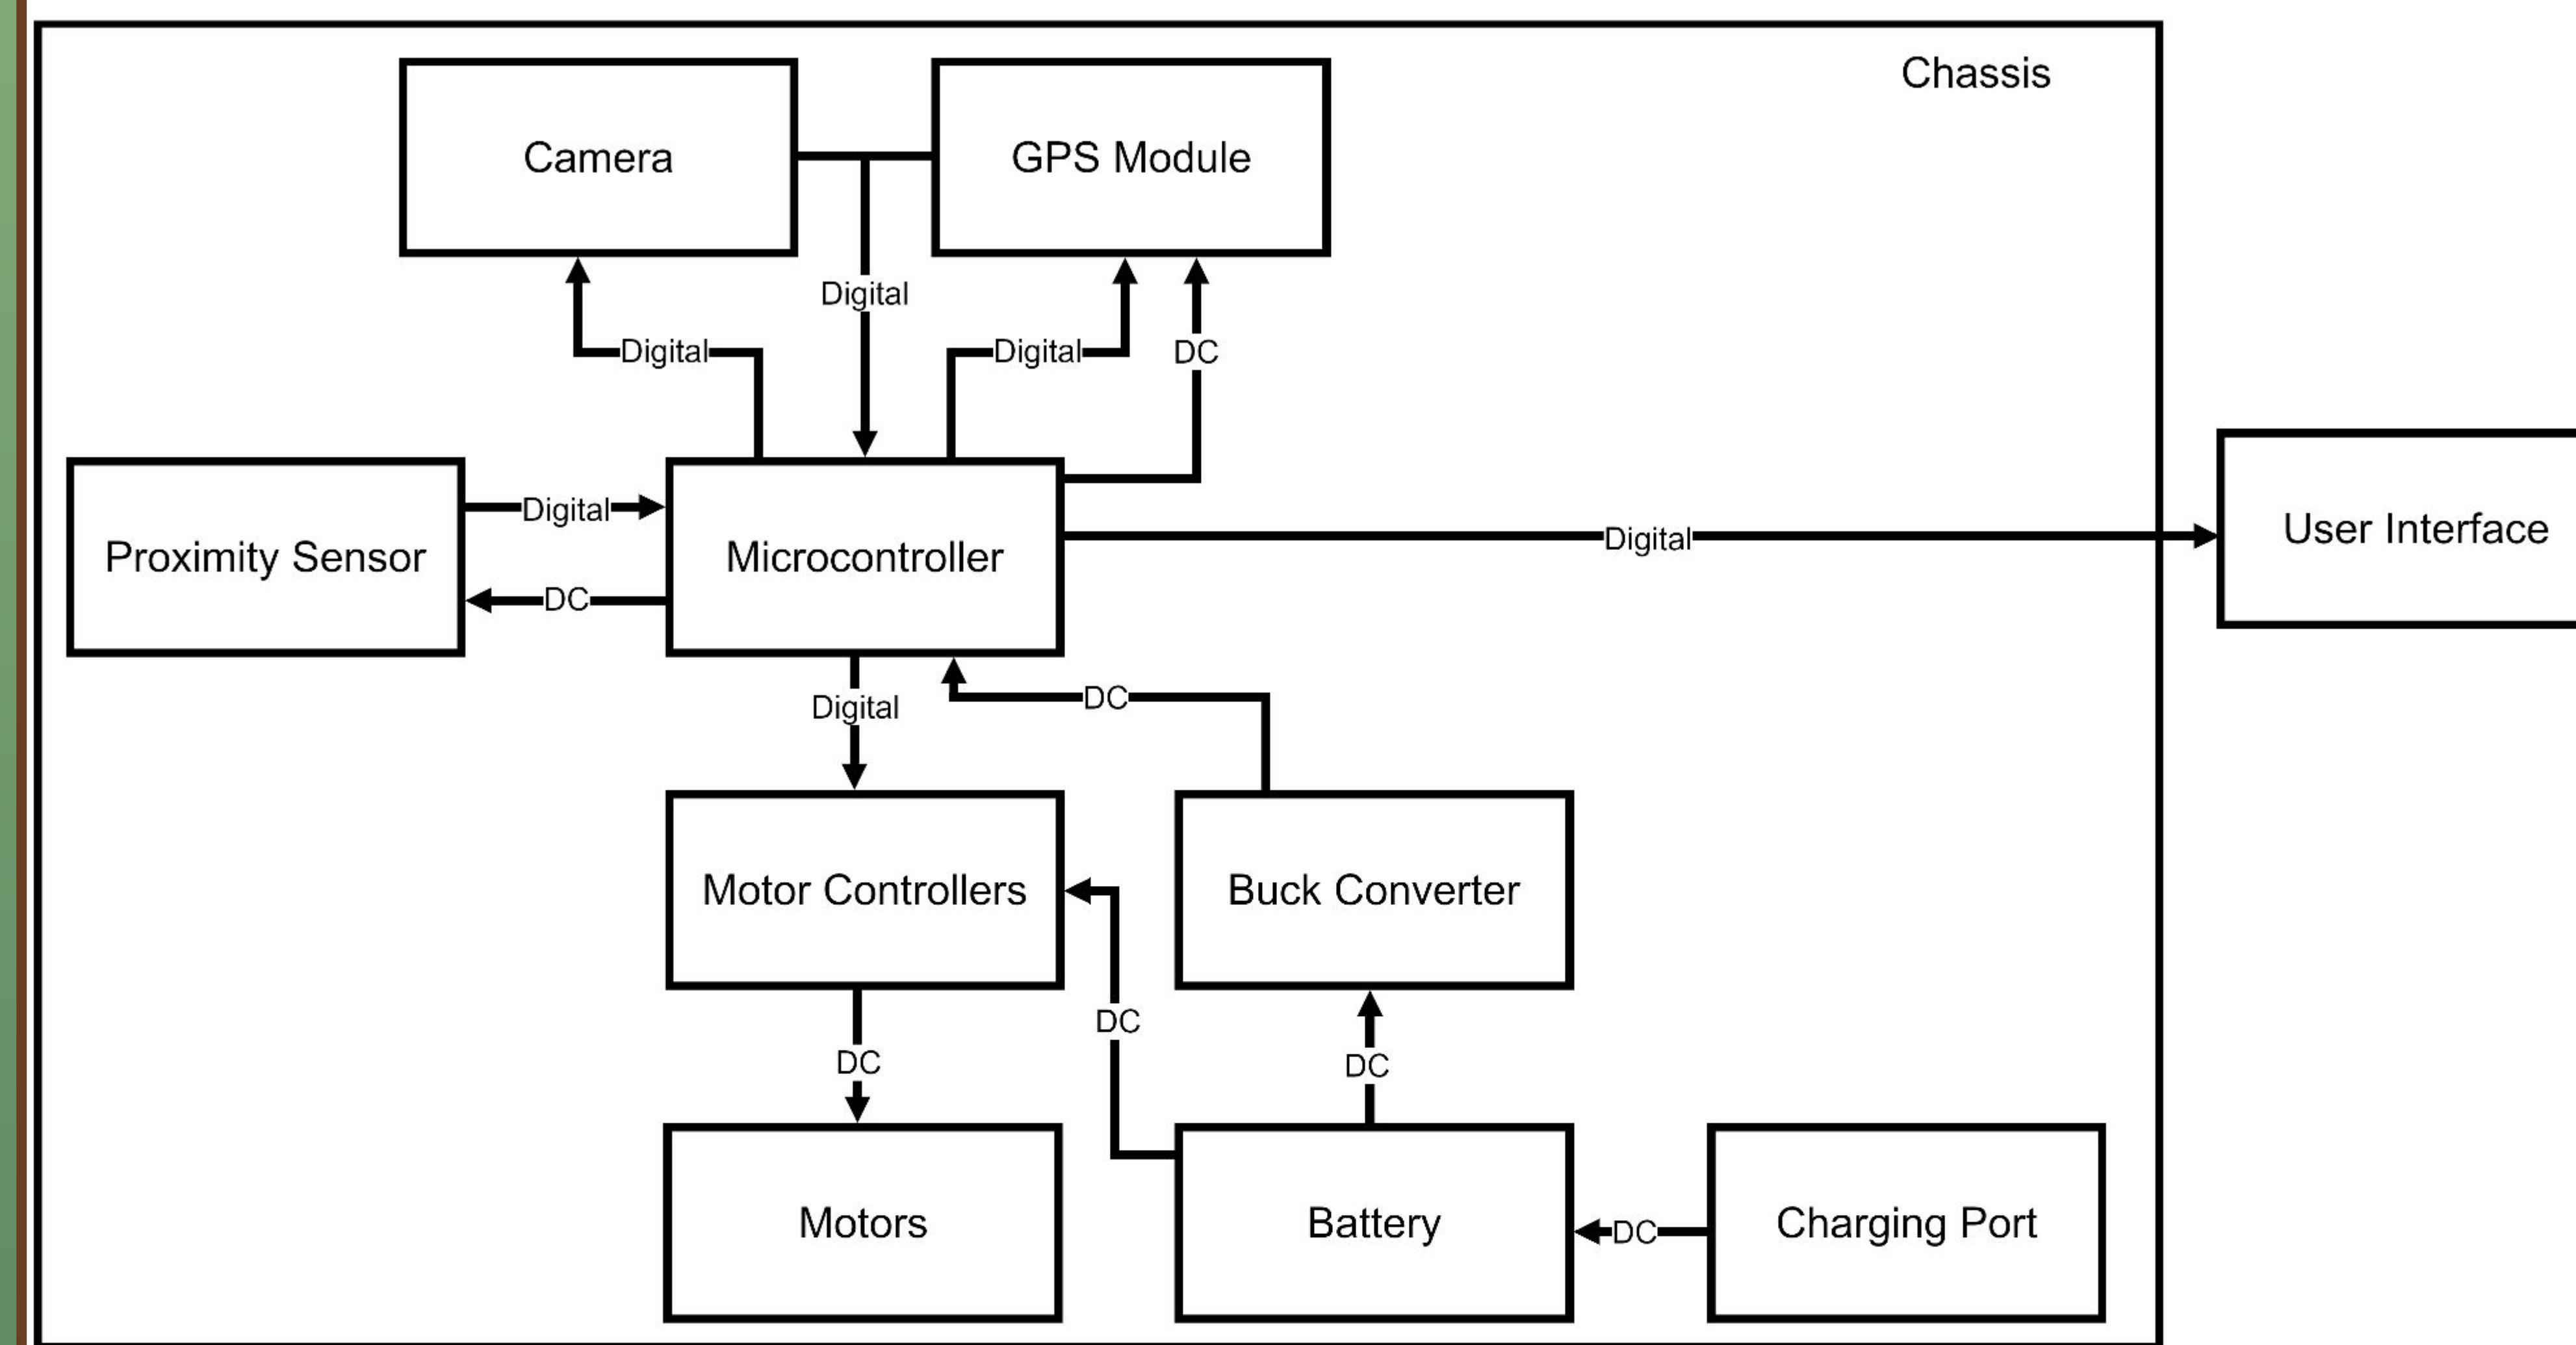 Chassis
Camera
GPS Module
Digital
Digital
Digital
DC
Proximity Sensor
Digital
DC
Microcontroller
Digital
User Interface
Digital
DC
Motor Controllers
Buck Converter
DC
DC
DC
Motors
Battery
DC
Charging Port